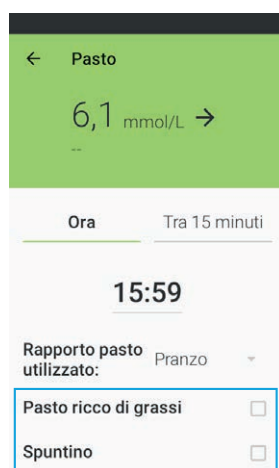 ← Pasto
6,1 mmol/L →
--
Ora Tra 15 minuti
15:59
Rapporto pasto
utilizzato: Pranzo
Pasto ricco di grassi
Spuntino